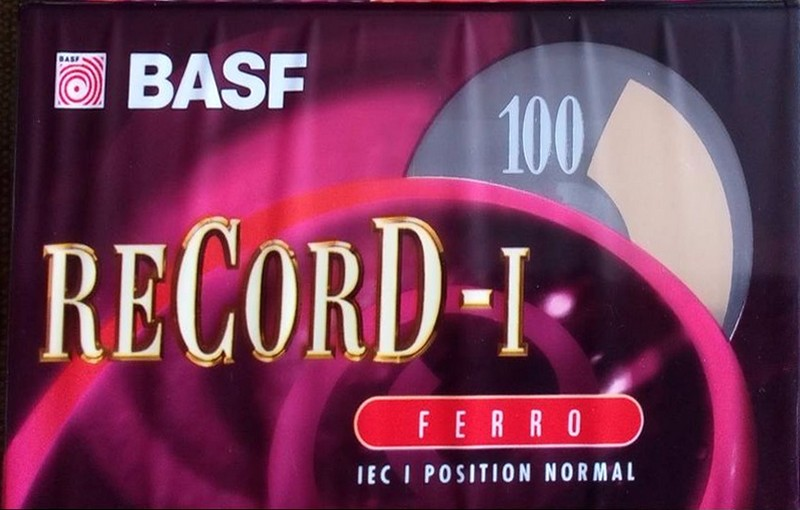 BASF BASF
100
RECORD-I
FERRO
IEC I POSITION NORMAL